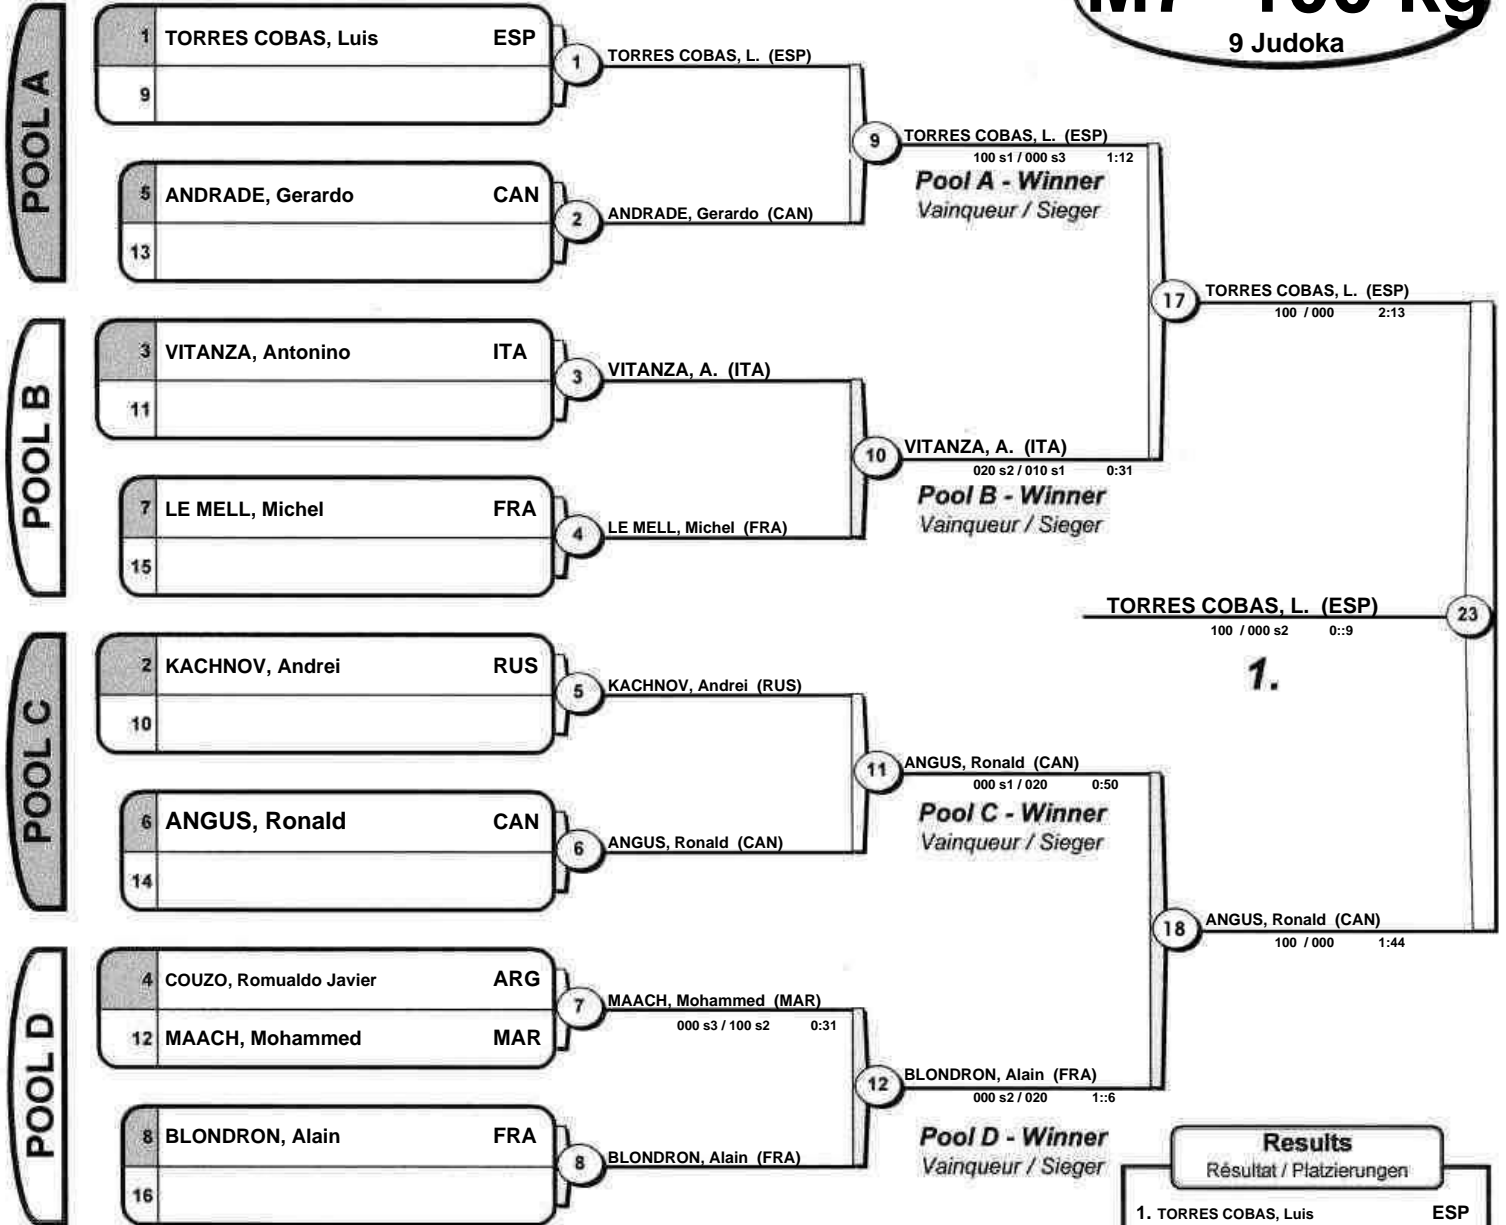 M7 -100 kg
9 Judoka
POOL A
1 TORRES COBAS, Luis ESP
9
5 ANDRADE, Gerardo CAN
13
1 TORRES COBAS, L. (ESP)
2 ANDRADE, Gerardo (CAN)
9 TORRES COBAS, L. (ESP)
100 s1 / 000 s3 1:12
Pool A - Winner
Vainqueur / Sieger
POOL B
3 VITANZA, Antonino ITA
11
7 LE MELL, Michel FRA
15
3 VITANZA, A. (ITA)
4 LE MELL, Michel (FRA)
10 VITANZA, A. (ITA)
020 s2 / 010 s1 0:31
Pool B - Winner
Vainqueur / Sieger
17 TORRES COBAS, L. (ESP)
100 / 000 2:13
TORRES COBAS, L. (ESP) 23
100 / 000 s2 0::9
1.
POOL C
2 KACHNOV, Andrei RUS
10
6 ANGUS, Ronald CAN
14
5 KACHNOV, Andrei (RUS)
6 ANGUS, Ronald (CAN)
11 ANGUS, Ronald (CAN)
000 s1 / 020 0:50
Pool C - Winner
Vainqueur / Sieger
18 ANGUS, Ronald (CAN)
100 / 000 1:44
POOL D
4 COUZO, Romualdo Javier ARG
12 MAACH, Mohammed MAR
8 BLONDRON, Alain FRA
16
7 MAACH, Mohammed (MAR)
000 s3 / 100 s2 0:31
8 BLONDRON, Alain (FRA)
12 BLONDRON, Alain (FRA)
000 s2 / 020 1::6
Pool D - Winner
Vainqueur / Sieger
Results
Résultat / Platzierungen
1. TORRES COBAS, Luis ESP